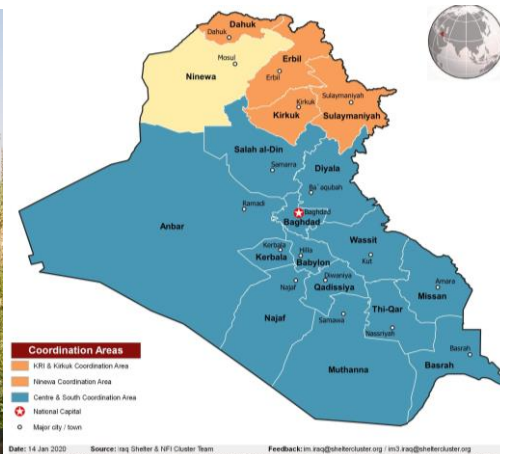 Dahuk
Dahuk
Mosul
Erbil
Ninewa
Erbil
Kirkuk
Sulaymaniyah
Kirkuk
Sulaymaniyah
Salah al-Din
Diyala
Samarra
Ba`aqubah
Ramadi
Baghdad
Anbar
Baghdad
Wassit
Kerbala
Hilla
Kerbala
Babylon
Kut
Najaf
Diwaniya
Qadissiya
Amara
Missan
Thi-Qar
Najaf
Samawa
Nassriyah
Basrah
Muthanna
Basrah
Coordination Areas
KRI & Kirkuk Coordination Area
Ninewa Coordination Area
Centre & South Coordination Area
National Capital
Major city / town
Date: 14 Jan 2020 Source: Iraq Shelter & NFI Cluster Team Feedback: im.iraq@sheltercluster.org / im3.iraq@sheltercluster.org